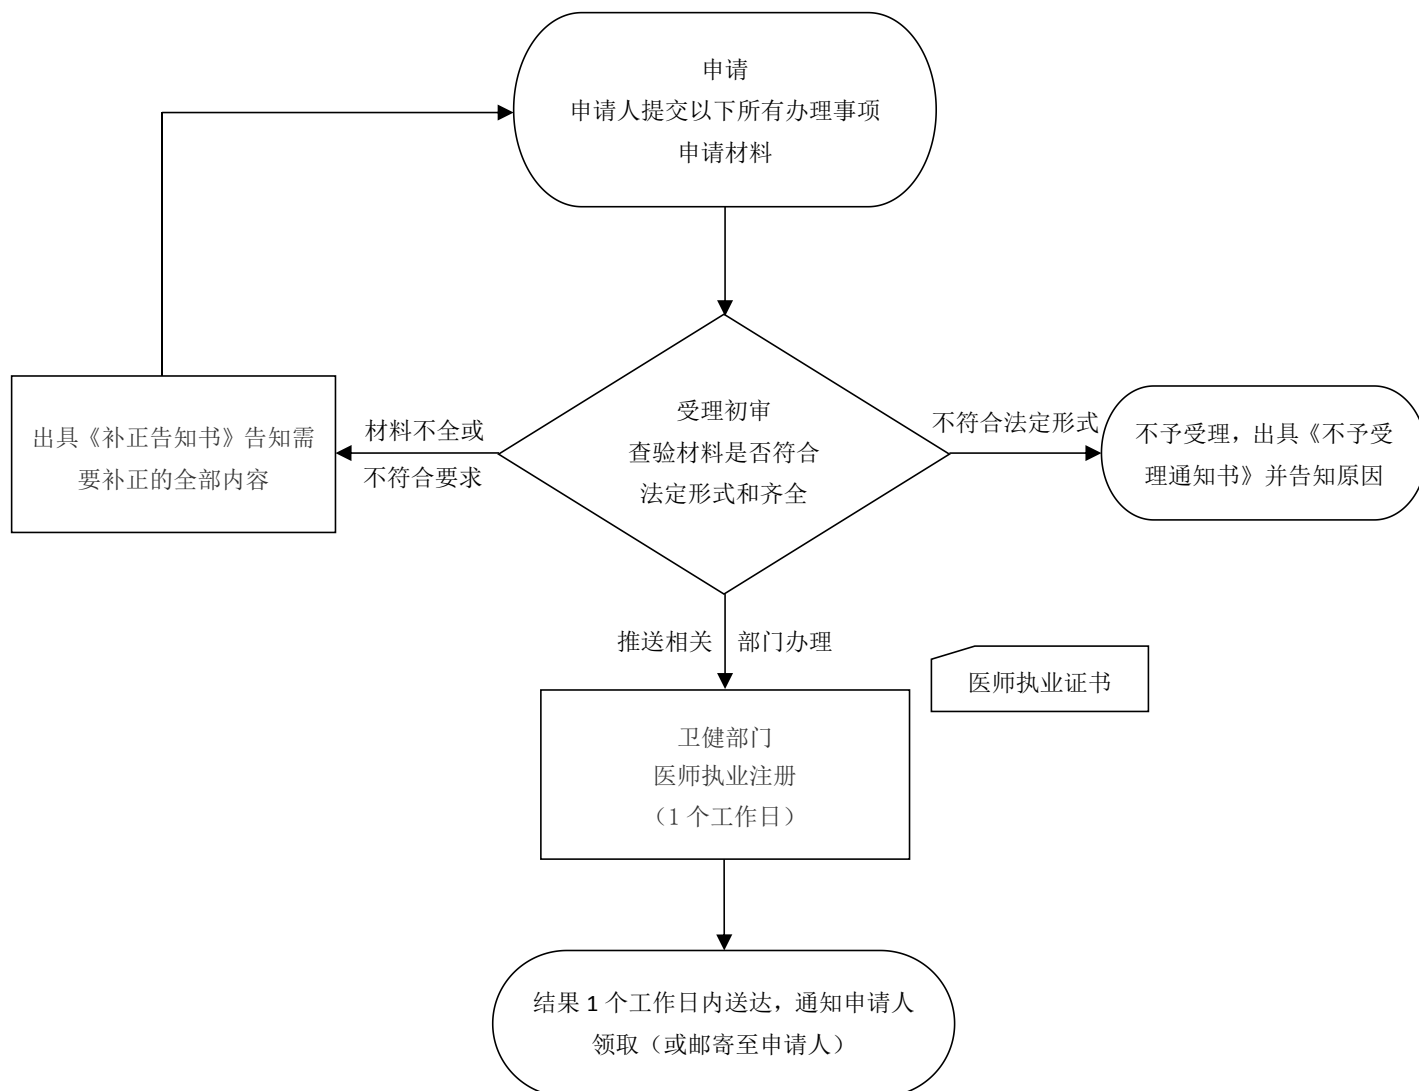 申请
申请人提交以下所有办理事项
申请材料
出具《补正告知书》告知需
要补正的全部内容
材料不全或
不符合要求
受理初审
查验材料是否符合
法定形式和齐全
不符合法定形式
不予受理，出具《不予受
理通知书》并告知原因
推送相关 部门办理
医师执业证书
卫健部门
医师执业注册
（1 个工作日）
结果 1 个工作日内送达，通知申请人
领取（或邮寄至申请人）